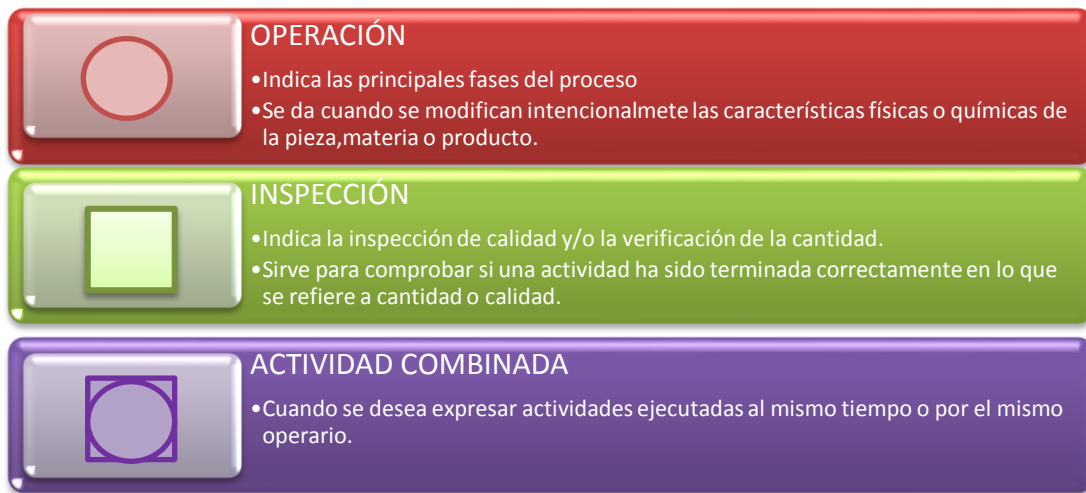 OPERACIÓN
•Indica las principales fases del proceso
•Se da cuando se modifican intencionalmete las característícas físicas o químicas de
la pieza,materia o producto.
INSPECCIÓN
•Indica la inspección de calidad y/o la verificación de la cantidad.
•Sirve para comprobar si una actividad ha sido terminada correctamente en lo que
se refiere a cantidad o calidad.
ACTIVIDAD COMBINADA
•Cuando se desea expresar actividades ejecutadas al mismo tiempo o por el mismo
operario.